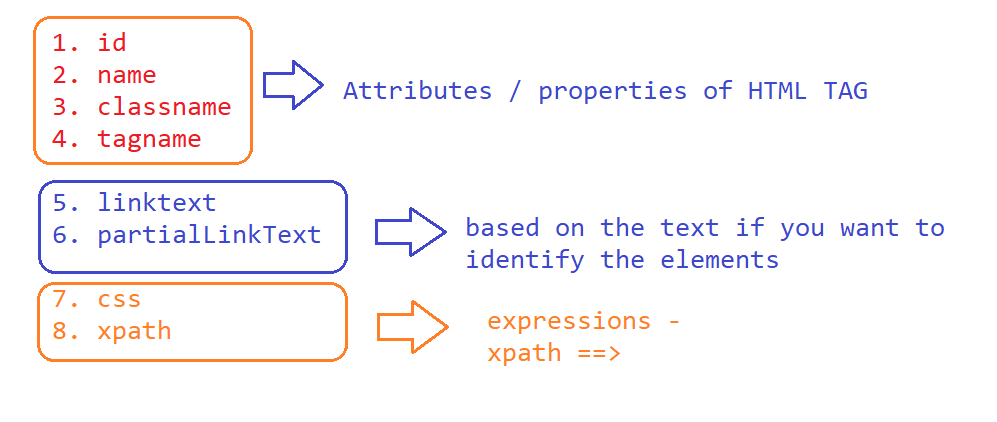 1. id
2. name
3. classname
4. tagname
Attributes / properties of HTML TAG
5. linktext
6. partialLinkText
based on the text if you want to
identify the elements
7. css
8. xpath
expressions -
xpath ==>